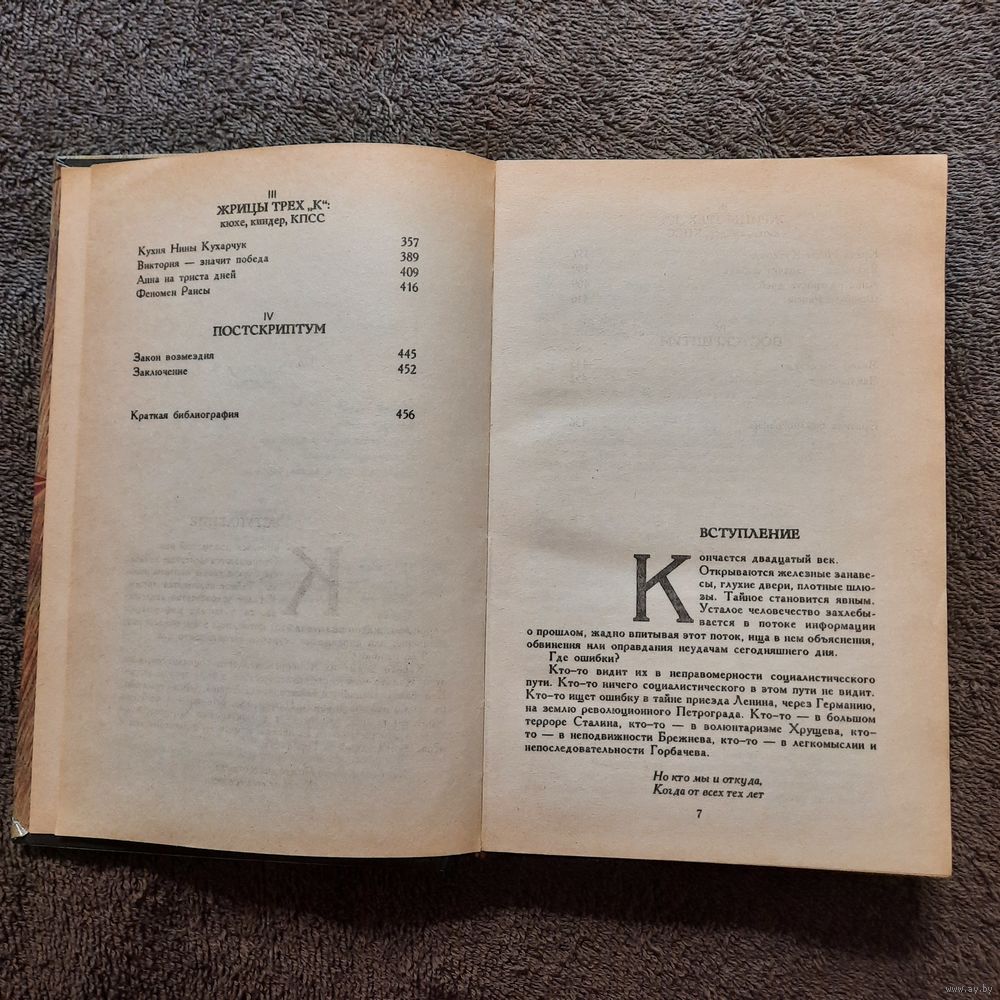 III
ЖРИЦЫ ТРЕХ „К“:
кюхе, киндер, КПСС
Кухня Нины Кухарчук 357
Виктория — значит победа 389
Анна на триста дней 409
Феномен Раисы 416
IV
ПОСТСКРИПТУМ
Закон возмездия 445
Заключение 452
Краткая библиография 456
ВСТУПЛЕНИЕ
Кончается двадцатый век.
Открываются железные занаве-
сы, глухие двери, плотные шлю-
зы. Тайное становится явным.
Усталое человечество захлебы-
вается в потоке информации
о прошлом, жадно впитывая этот поток, ища в нем объяснения,
обвинения или оправдания неудачам сегодняшнего дня.
Где ошибки?
Кто-то видит их в неправомерности социалистического
пути. Кто-то ничего социалистического в этом пути не видит.
Кто-то ищет ошибку в тайне приезда Ленина, через Германию,
на землю революционного Петрограда. Кто-то — в большом
терроре Сталина, кто-то — в волюнтаризме Хрущева, кто-
то — в неподвижности Брежнева, кто-то — в легкомыслии и
непоследовательности Горбачева.
Но кто мы и откуда,
Когда от всех тех лет
7
www.ay.by